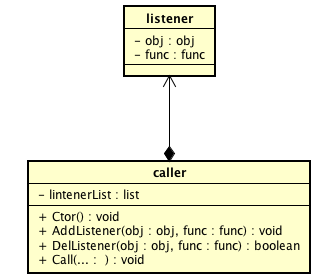 listener
- obj : obj
- func : func
caller
- lintenerList : list
+ Ctor() : void
+ AddListener(obj : obj, func : func) : void
+ DelListener(obj : obj, func : func) : boolean
+ Call(... :  ) : void